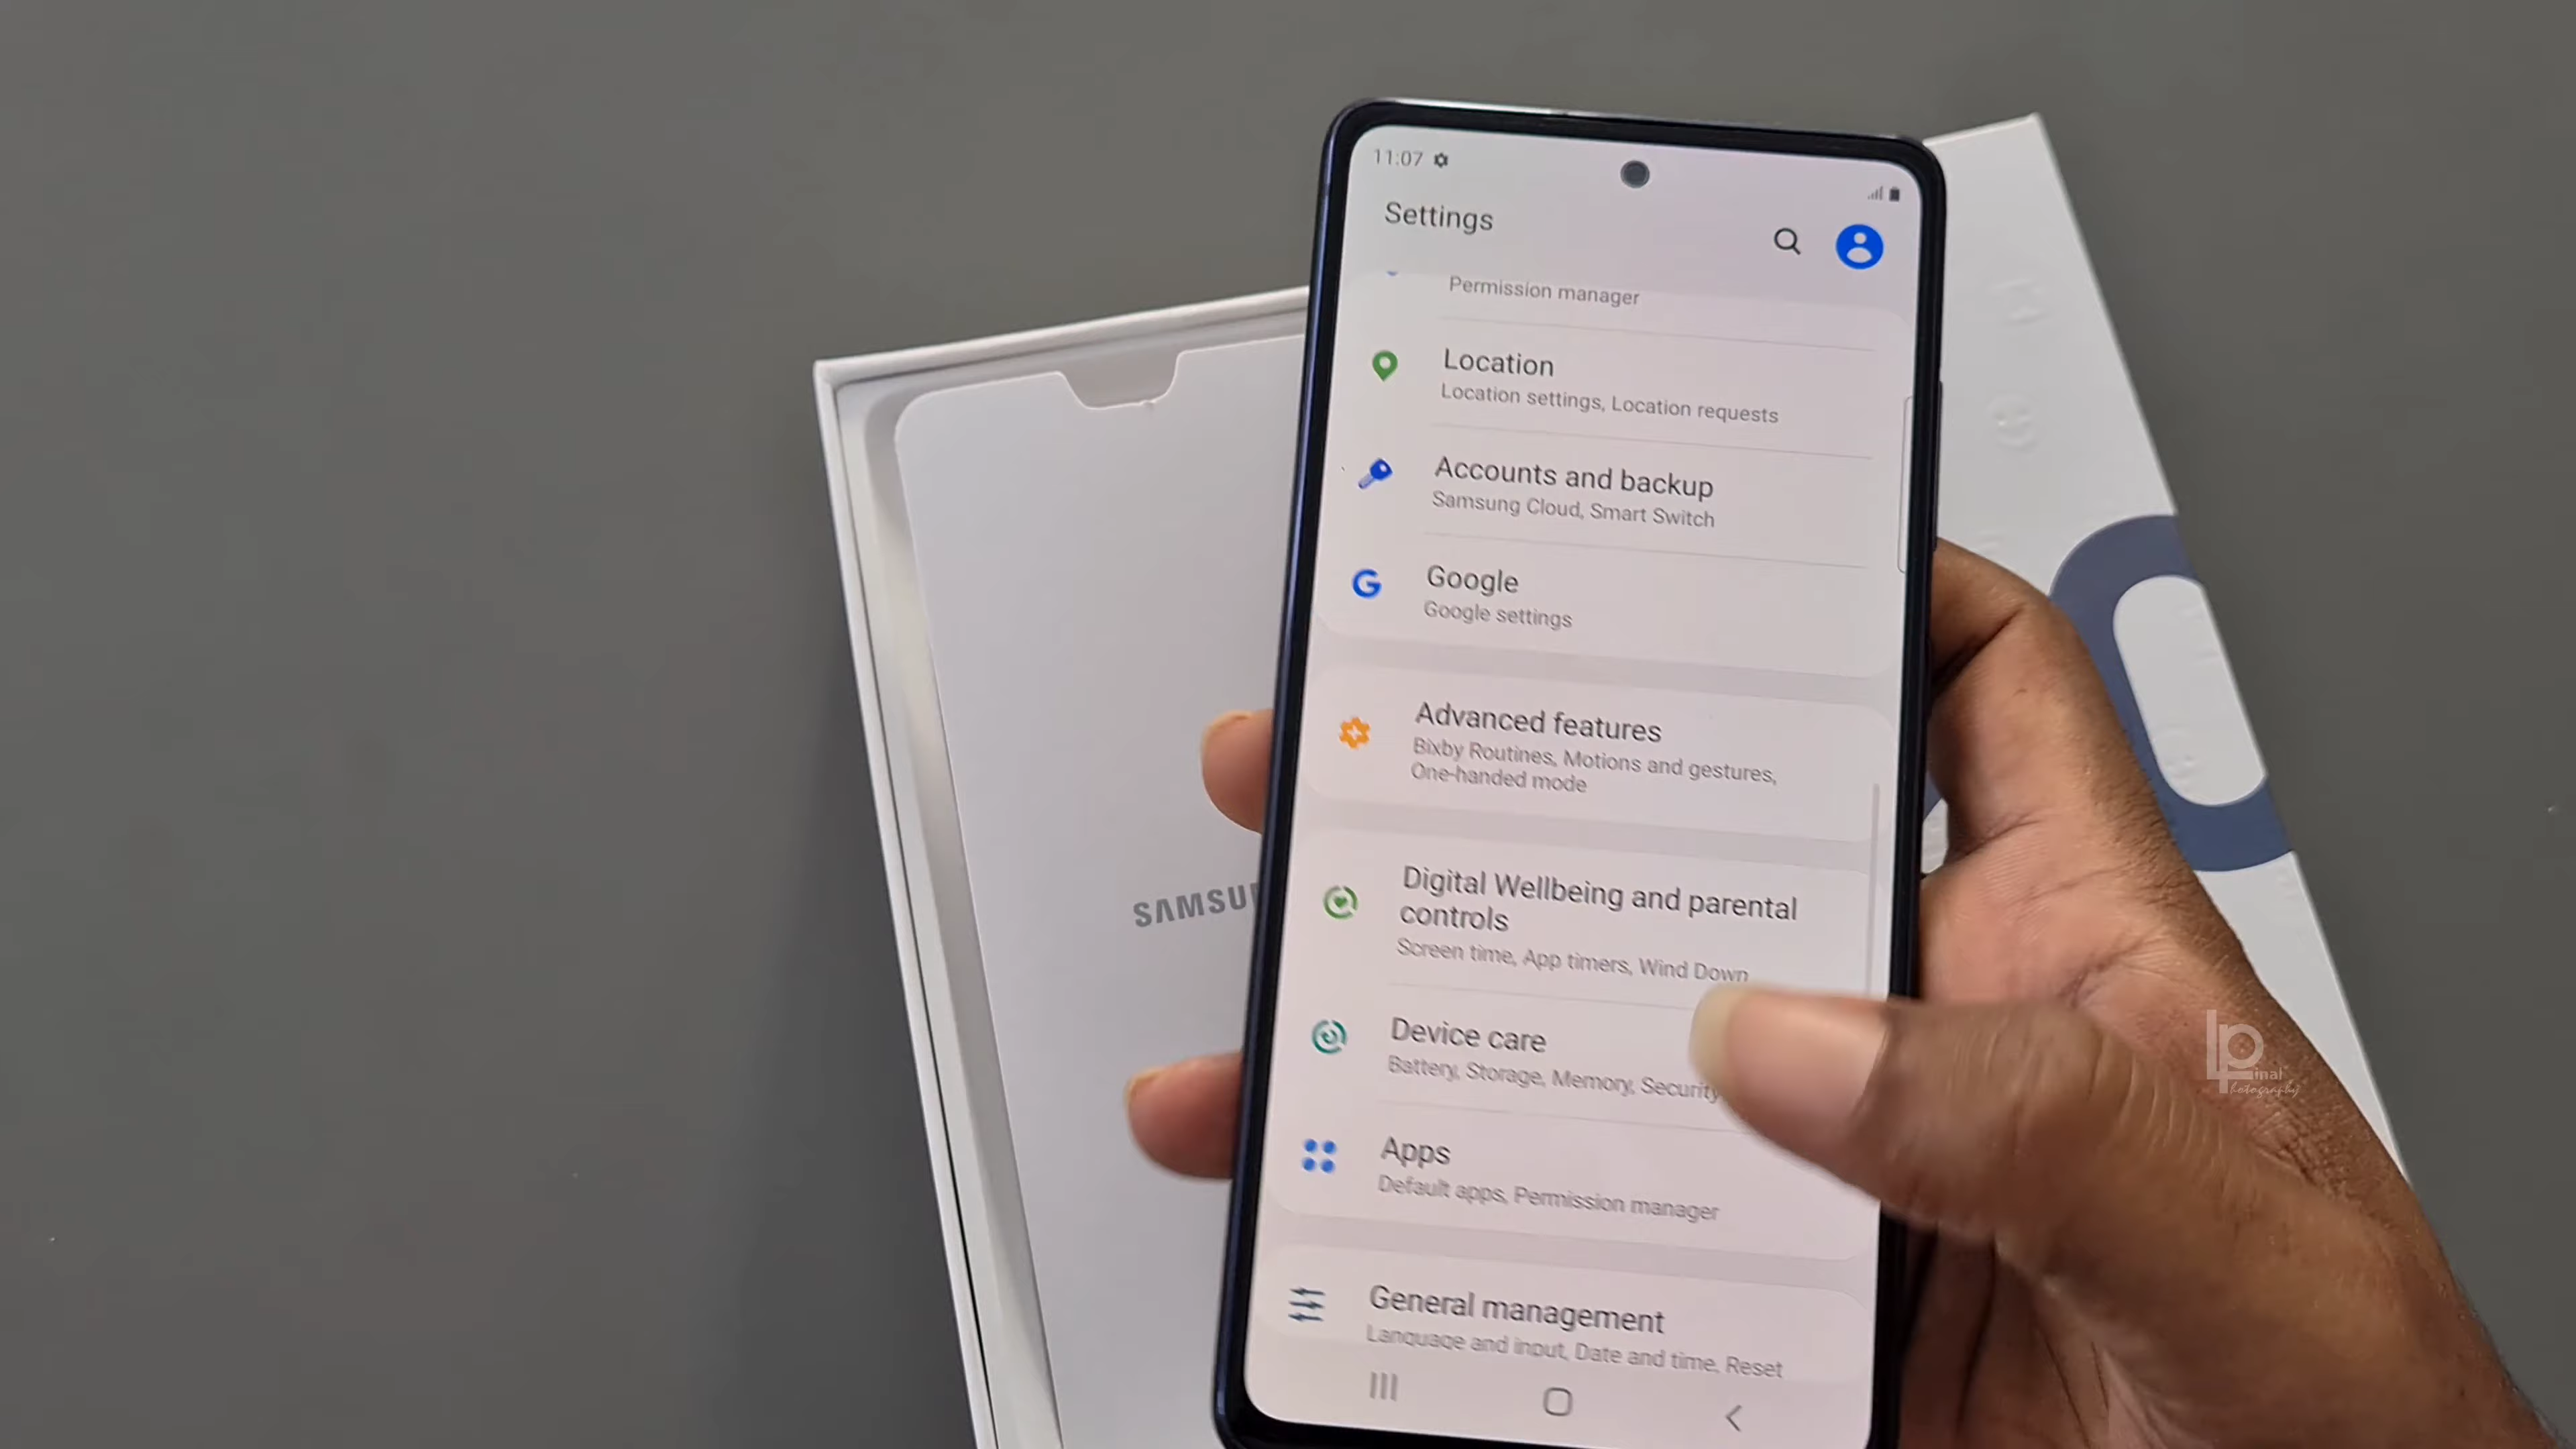 11:07
Settings
Permission manager
Location
Location settings, Location requests
Accounts and backup
Samsung Cloud, Smart Switch
Google
Google settings
Advanced features
Bixby Routines, Motions and gestures,
One-handed mode
Digital Wellbeing and parental
controls
Screen time, App timers, Wind Down
SAMSU
Device care
Battery, Storage, Memory, Security
Apps
Default apps, Permission manager
General management
Language and input, Date and time, Reset
LP
inal
hotography